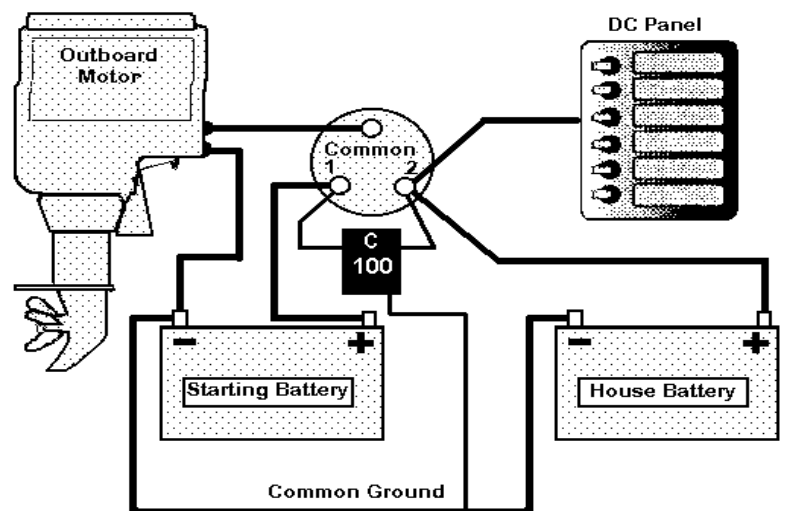 DC Panel
Outboard
Motor
Common
1 2
C
100
Starting Battery
House Battery
Common Ground